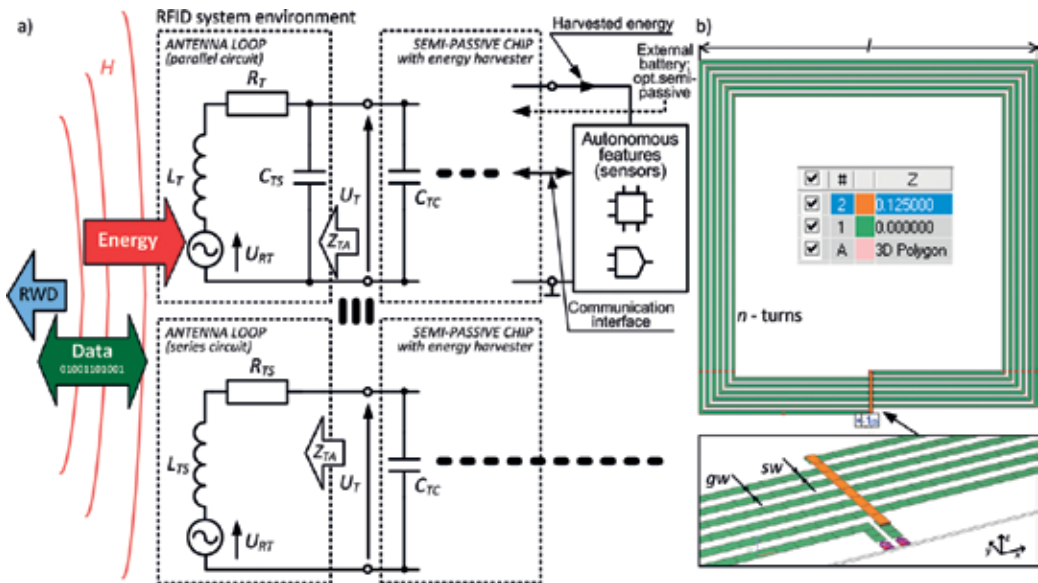 a)
RFID system environment
H
RWD
Energy
Data
01001101001
ANTENNA LOOP
(parallel circuit)
R_T
L_T
C_TS
U_T
Z_TA
U_RT
SEMI-PASSIVE CHIP
with energy harvester
C_TC
Harvested energy
External
battery;
opt.semi-
passive
Autonomous
features
(sensors)
Communication
interface
ANTENNA LOOP
(series circuit)
R_TS
L_TS
Z_TA
U_T
U_RT
SEMI-PASSIVE CHIP
with energy harvester
C_TC
b)
l
# Z
2 0.125000
1 0.000000
A 3D Polygon
n - turns
gw
sw
y z x